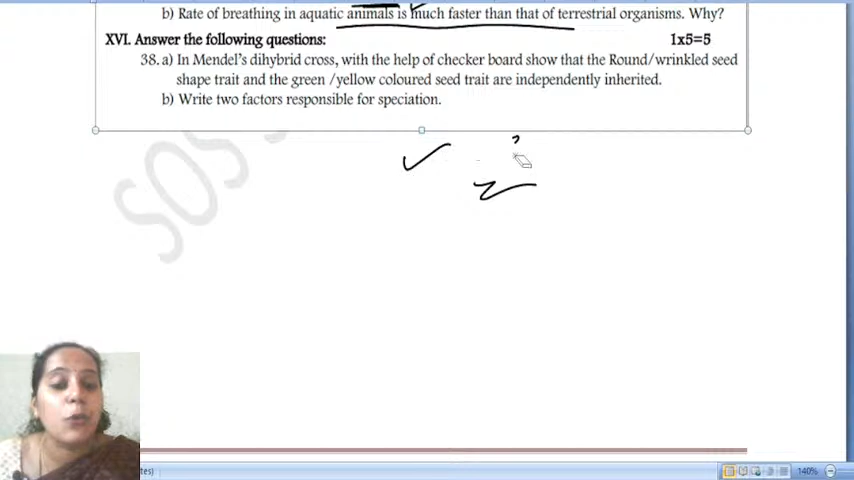 b) Rate of breathing in aquatic animals is much faster than that of terrestrial organisms. Why?
XVI. Answer the following questions: 1x5=5
38. a) In Mendel's dihybrid cross, with the help of checker board show that the Round/wrinkled seed
shape trait and the green /yellow coloured seed trait are independently inherited.
b) Write two factors responsible for speciation.
SOS
tes)
140%